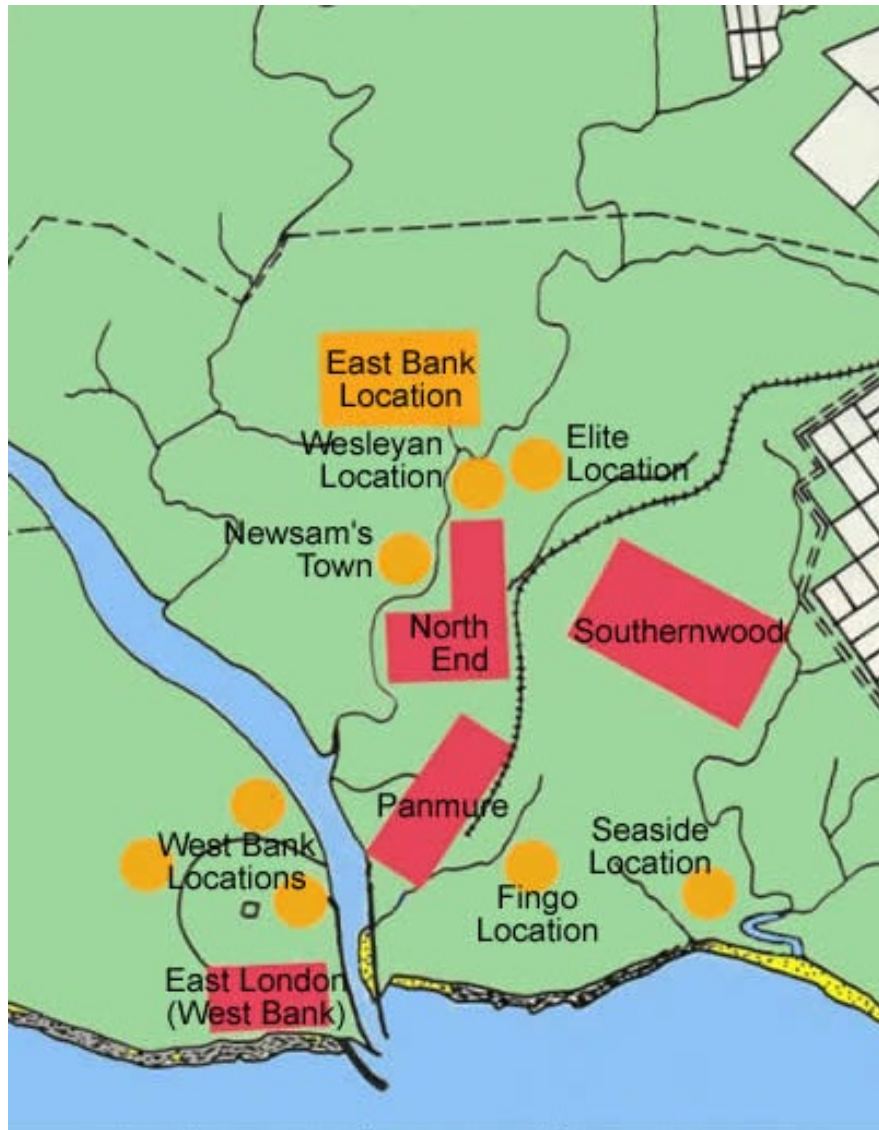 East Bank
Location
Wesleyan
Location
Elite
Location
Newsam's
Town
North
End
Southernwood
Panmure
West Bank
Locations
Seaside
Location
Fingo
Location
East London
(West Bank)